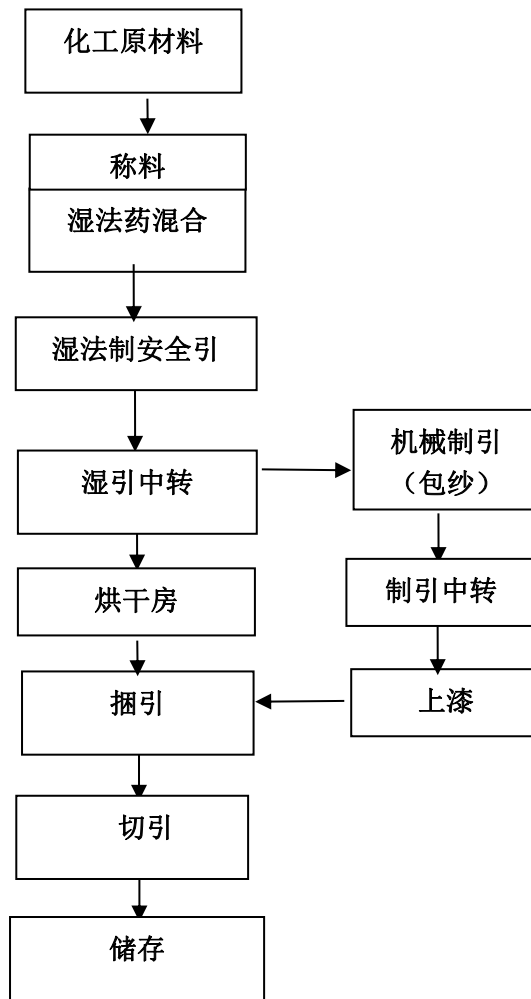 化工原材料
称料
湿法药混合
湿法制安全引
湿引中转
机械制引
（包纱）
烘干房
制引中转
捆引
上漆
切引
储存